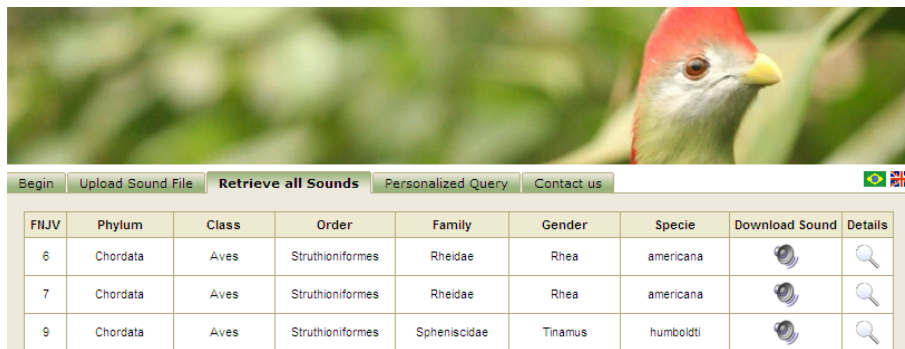 Begin Upload Sound File Retrieve all Sounds Personalized Query Contact us
FNJV Phylum Class Order Family Gender Specie Download Sound Details
6 Chordata Aves Struthioniformes Rheidae Rhea americana
7 Chordata Aves Struthioniformes Rheidae Rhea americana
9 Chordata Aves Struthioniformes Spheniscidae Tinamus humboldti